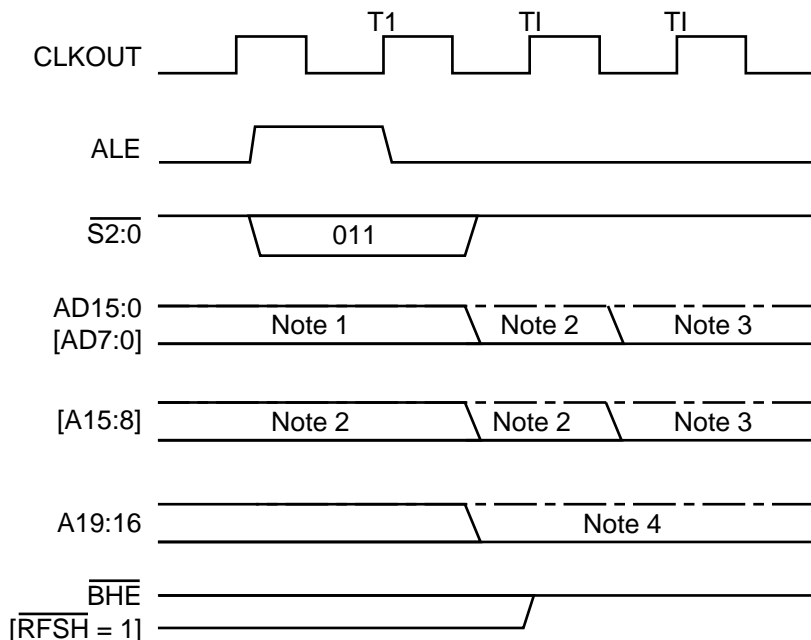 T1 TI TI
CLKOUT
ALE
S2:0
011
AD15:0
[AD7:0]
Note 1 Note 2 Note 3
[A15:8]
Note 2 Note 2 Note 3
A19:16
Note 4
BHE
[RFSH = 1]